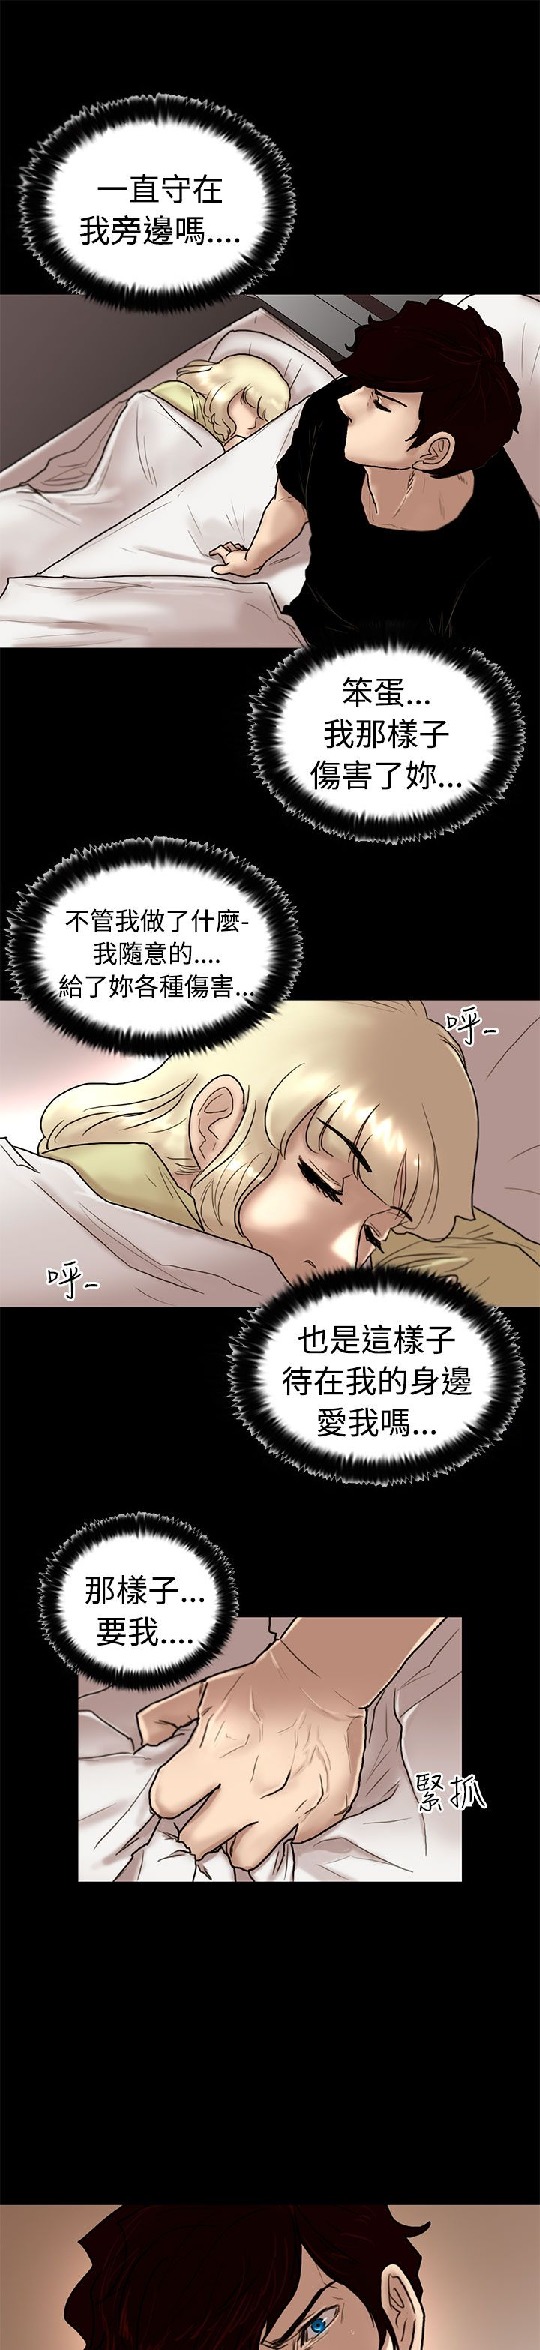 一直守在
我旁邊嗎....
笨蛋...
我那樣子
傷害了妳...
不管我做了什麼-
我隨意的....
給了妳各種傷害...
呼-
呼-
也是這樣子
待在我的身邊
愛我嗎...
那樣子...
要我....
緊抓